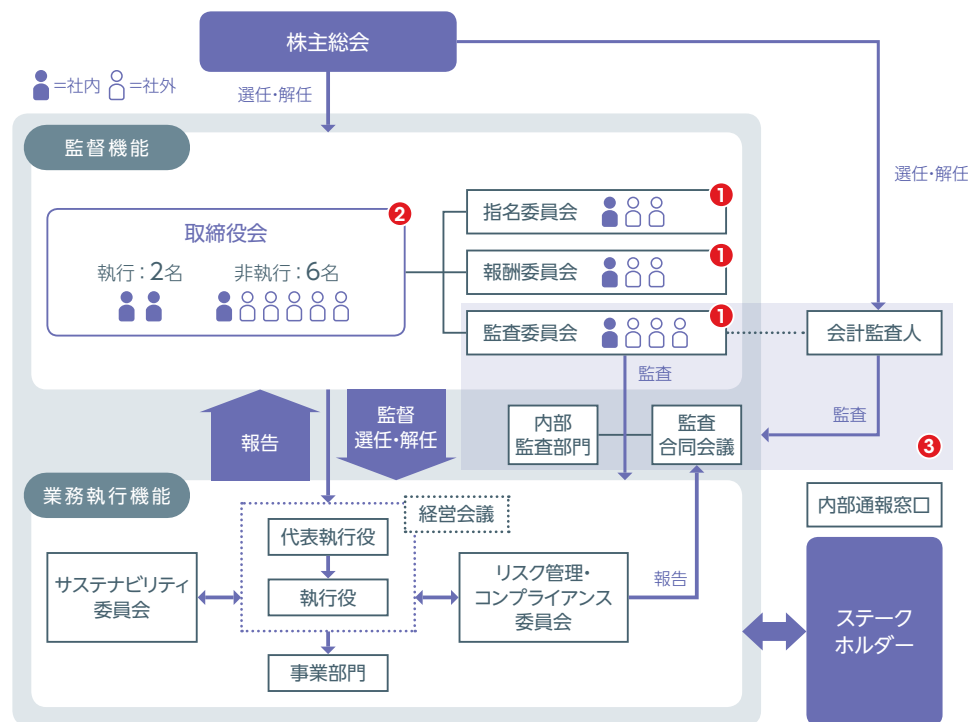 株主総会
=社内 =社外
選任・解任
監督機能
選任・解任
取締役会
2
執行：2名
非執行：6名
指名委員会
1
報酬委員会
1
監査委員会
1
会計監査人
監査
監査
報告
監督
選任・解任
内部
監査部門
監査
合同会議
3
業務執行機能
経営会議
内部通報窓口
代表執行役
執行役
事業部門
サステナビリティ
委員会
リスク管理・
コンプライアンス
委員会
報告
ステーク
ホルダー